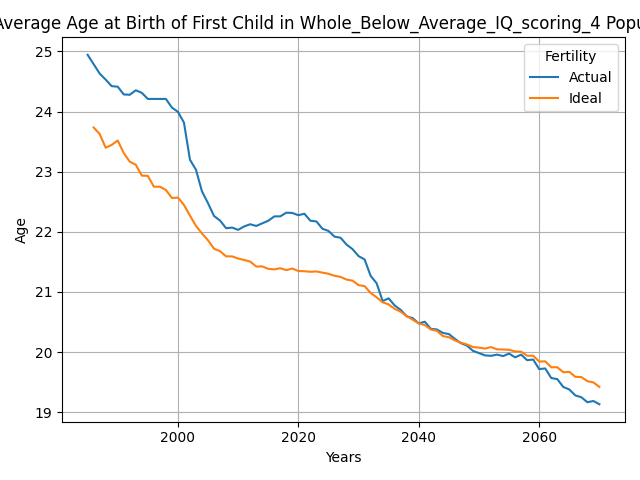 Average Age at Birth of First Child in Whole_Below_Average_IQ_scoring_4 Popu
Fertility
Actual
Ideal
25
24
23
22
21
20
19
Age
2000 2020 2040 2060
Years